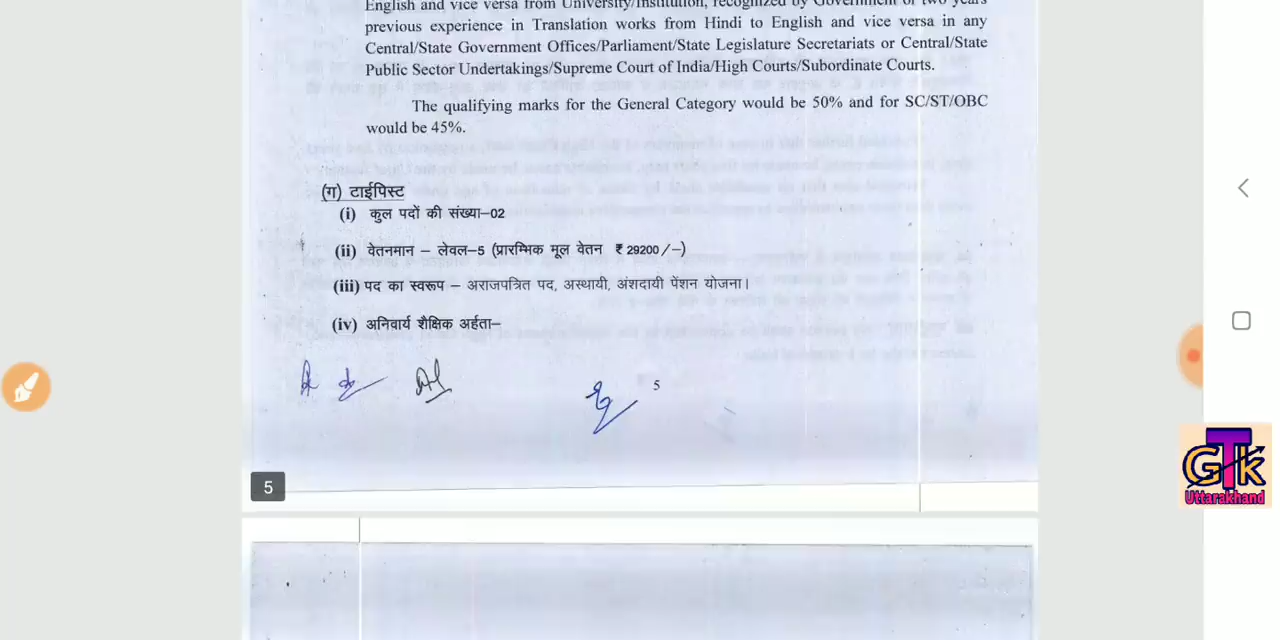 English and vice versa from University/Institution, recognized by Government or two years
previous experience in Translation works from Hindi to English and vice versa in any
Central/State Government Offices/Parliament/State Legislature Secretariats or Central/State
Public Sector Undertakings/Supreme Court of India/High Courts/Subordinate Courts.
The qualifying marks for the General Category would be 50% and for SC/ST/OBC
would be 45%.
(ग) टाईपिस्ट
(i) कुल पदों की संख्या–02
(ii) वेतनमान – लेवल–5 (प्रारम्भिक मूल वेतन ₹ 29200/–)
(iii) पद का स्वरूप – अराजपत्रित पद, अस्थायी, अंशदायी पेंशन योजना।
(iv) अनिवार्य शैक्षिक अर्हता–
5
5
GTK
Uttarakhand